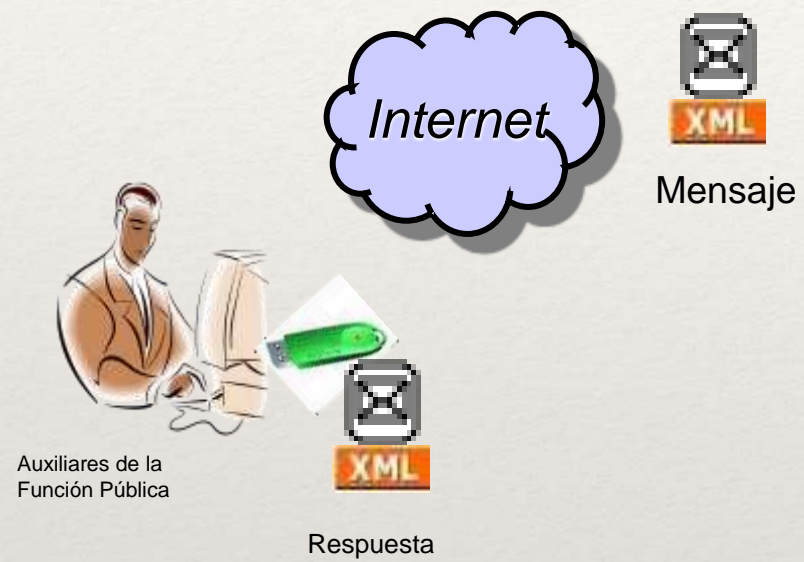 Internet
XML
Mensaje
Auxiliares de la
Función Pública
XML
Respuesta